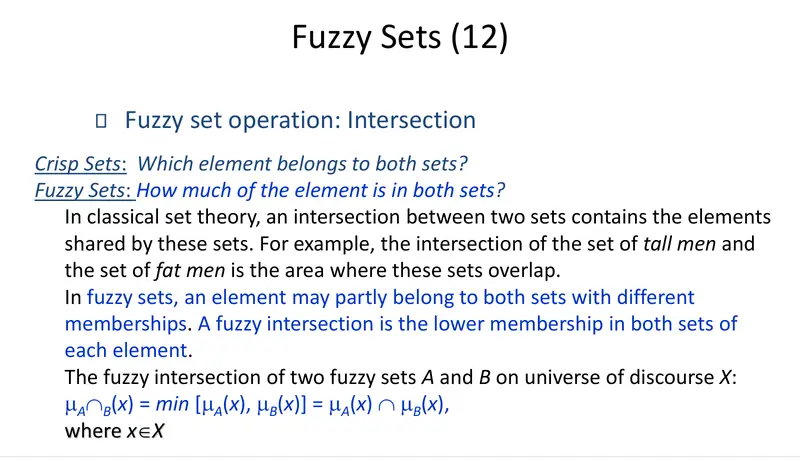 Fuzzy Sets (12)
Fuzzy set operation: Intersection
Crisp Sets: Which element belongs to both sets?
Fuzzy Sets: How much of the element is in both sets?
In classical set theory, an intersection between two sets contains the elements
shared by these sets. For example, the intersection of the set of tall men and
the set of fat men is the area where these sets overlap.
In fuzzy sets, an element may partly belong to both sets with different
memberships. A fuzzy intersection is the lower membership in both sets of
each element.
The fuzzy intersection of two fuzzy sets A and B on universe of discourse X:
μA∩B(x) = min [μA(x), μB(x)] = μA(x) ∩ μB(x),
where x∈X